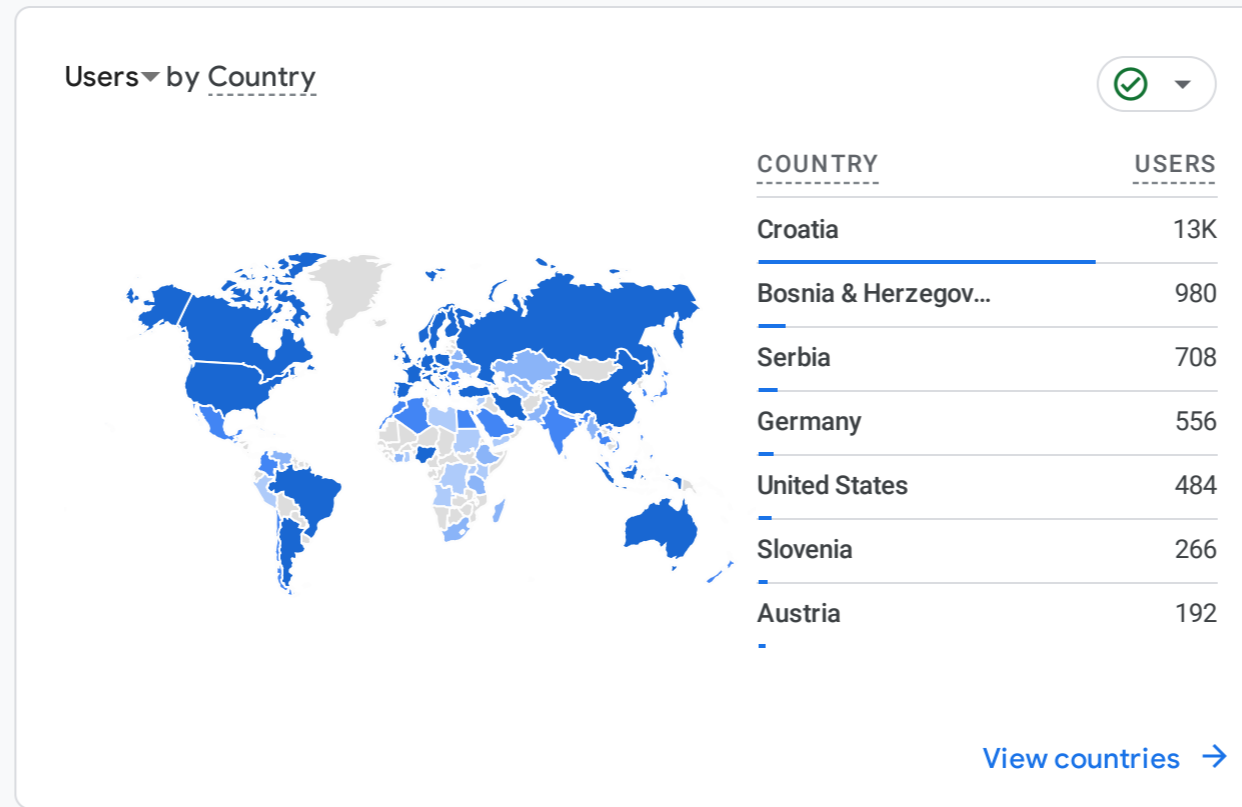 Users by Country
COUNTRY USERS
Croatia 13K
Bosnia & Herzegov... 980
Serbia 708
Germany 556
United States 484
Slovenia 266
Austria 192
View countries